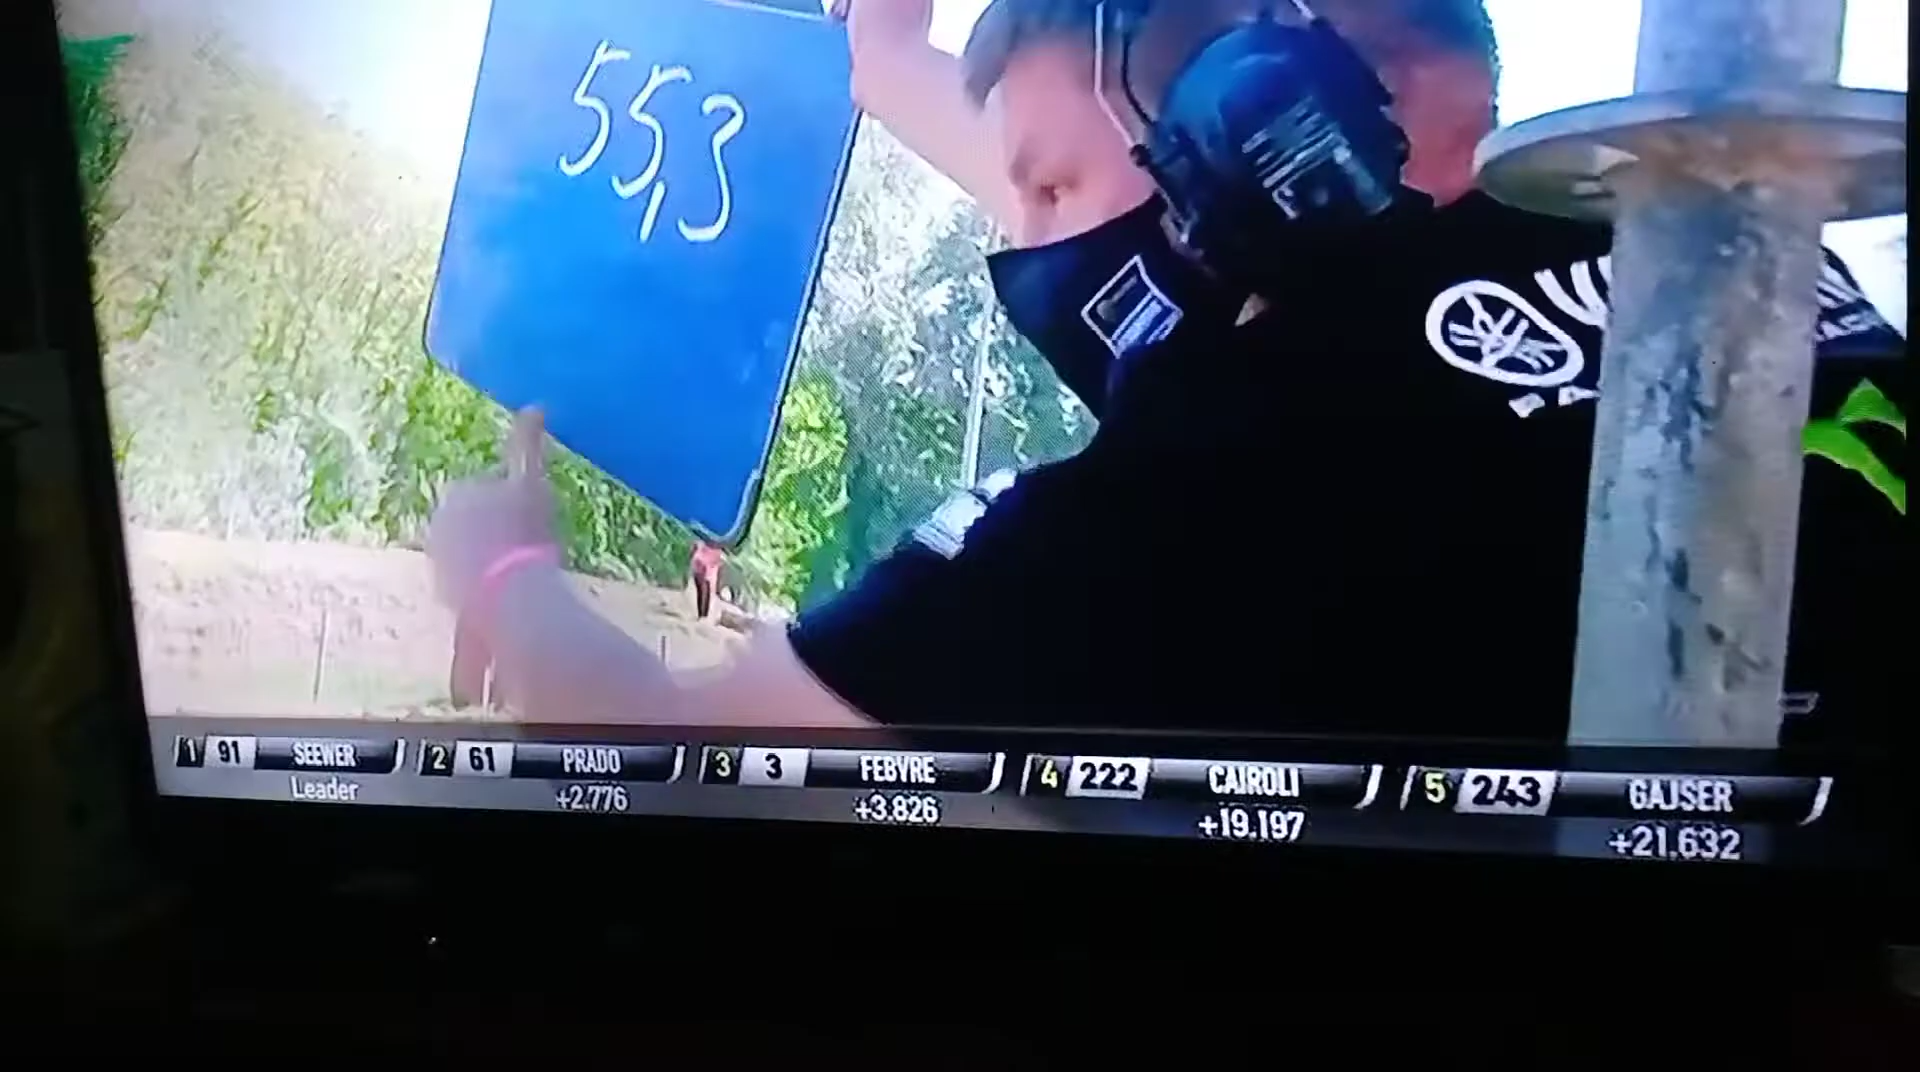 55,3
1 91 SEEWER
Leader
2 61 PRADO
+2.776
3 3 FEBVRE
+3.826
4 222 CAIROLI
+19.197
5 243 GAJSER
+21.632